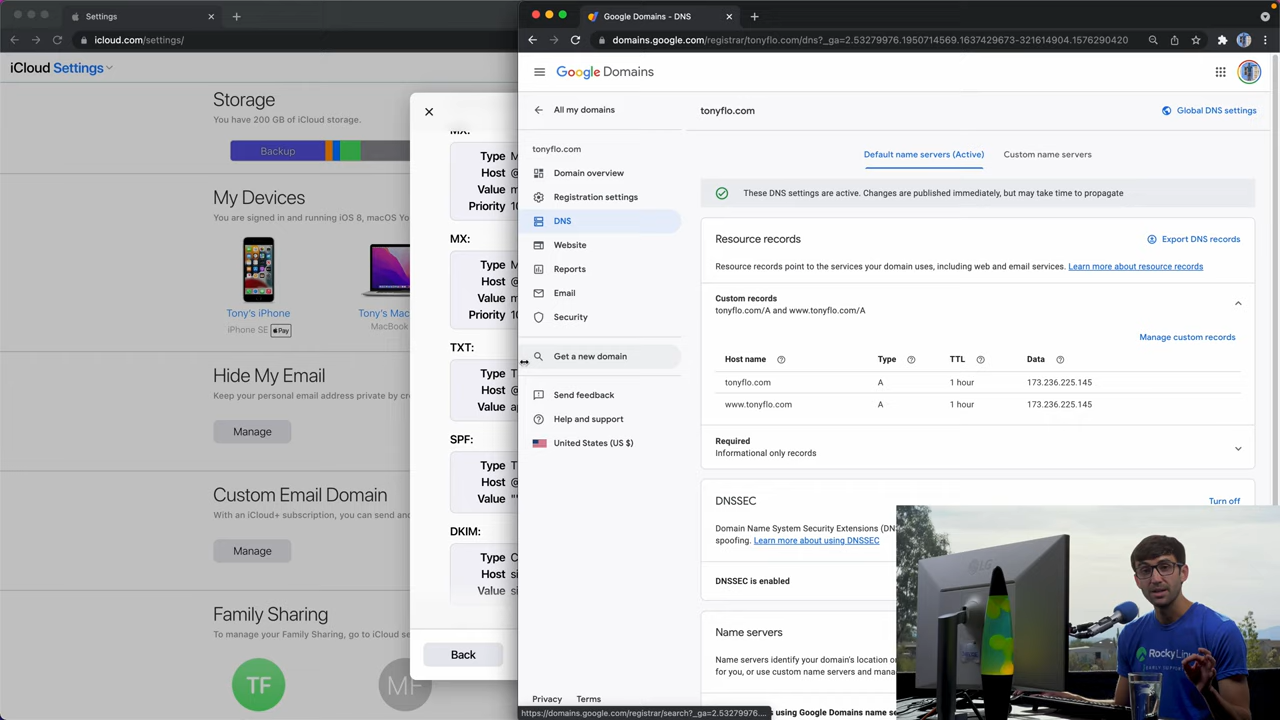 Settings
icloud.com/settings/
iCloud Settings
Storage
You have 200 GB of iCloud storage.
Backup
My Devices
You are signed in and running iOS 8, macOS Yo
Tony's iPhone
iPhone SE Pay
Tony's Mac
MacBook
Hide My Email
Keep your personal email address private by cr
Manage
Custom Email Domain
With an iCloud+ subscription, you can send and
Manage
Family Sharing
To manage your Family Sharing, go to iCloud se
TF
MF
MX:
Type M
Host @
Value m
Priority 10
MX:
Type M
Host @
Value m
Priority 10
TXT:
Type T
Host @
Value ap
SPF:
Type T
Host @
Value "
DKIM:
Type C
Host si
Value si
Back
Google Domains - DNS
domains.google.com/registrar/tonyflo.com/dns?_ga=2.53279976.1950714569.1637429673-321614904.1576290420
Google Domains
All my domains
tonyflo.com
Domain overview
Registration settings
DNS
Website
Reports
Email
Security
Get a new domain
Send feedback
Help and support
United States (US $)
Privacy Terms
https://domains.google.com/registrar/search?_ga=2.53279976....
tonyflo.com
Global DNS settings
Default name servers (Active)
Custom name servers
These DNS settings are active. Changes are published immediately, but may take time to propagate
Resource records
Export DNS records
Resource records point to the services your domain uses, including web and email services. Learn more about resource records
Custom records
tonyflo.com/A and www.tonyflo.com/A
Manage custom records
Host name Type TTL Data
tonyflo.com A 1 hour 173.236.225.145
www.tonyflo.com A 1 hour 173.236.225.145
Required
Informational only records
DNSSEC
Turn off
Domain Name System Security Extensions (DN
spoofing. Learn more about using DNSSEC
DNSSEC is enabled
Name servers
Name servers identify your domain's location o
for you, or use custom name servers and mana
s using Google Domains name se
LG
Rocky Linux
EARLY SUPPORT